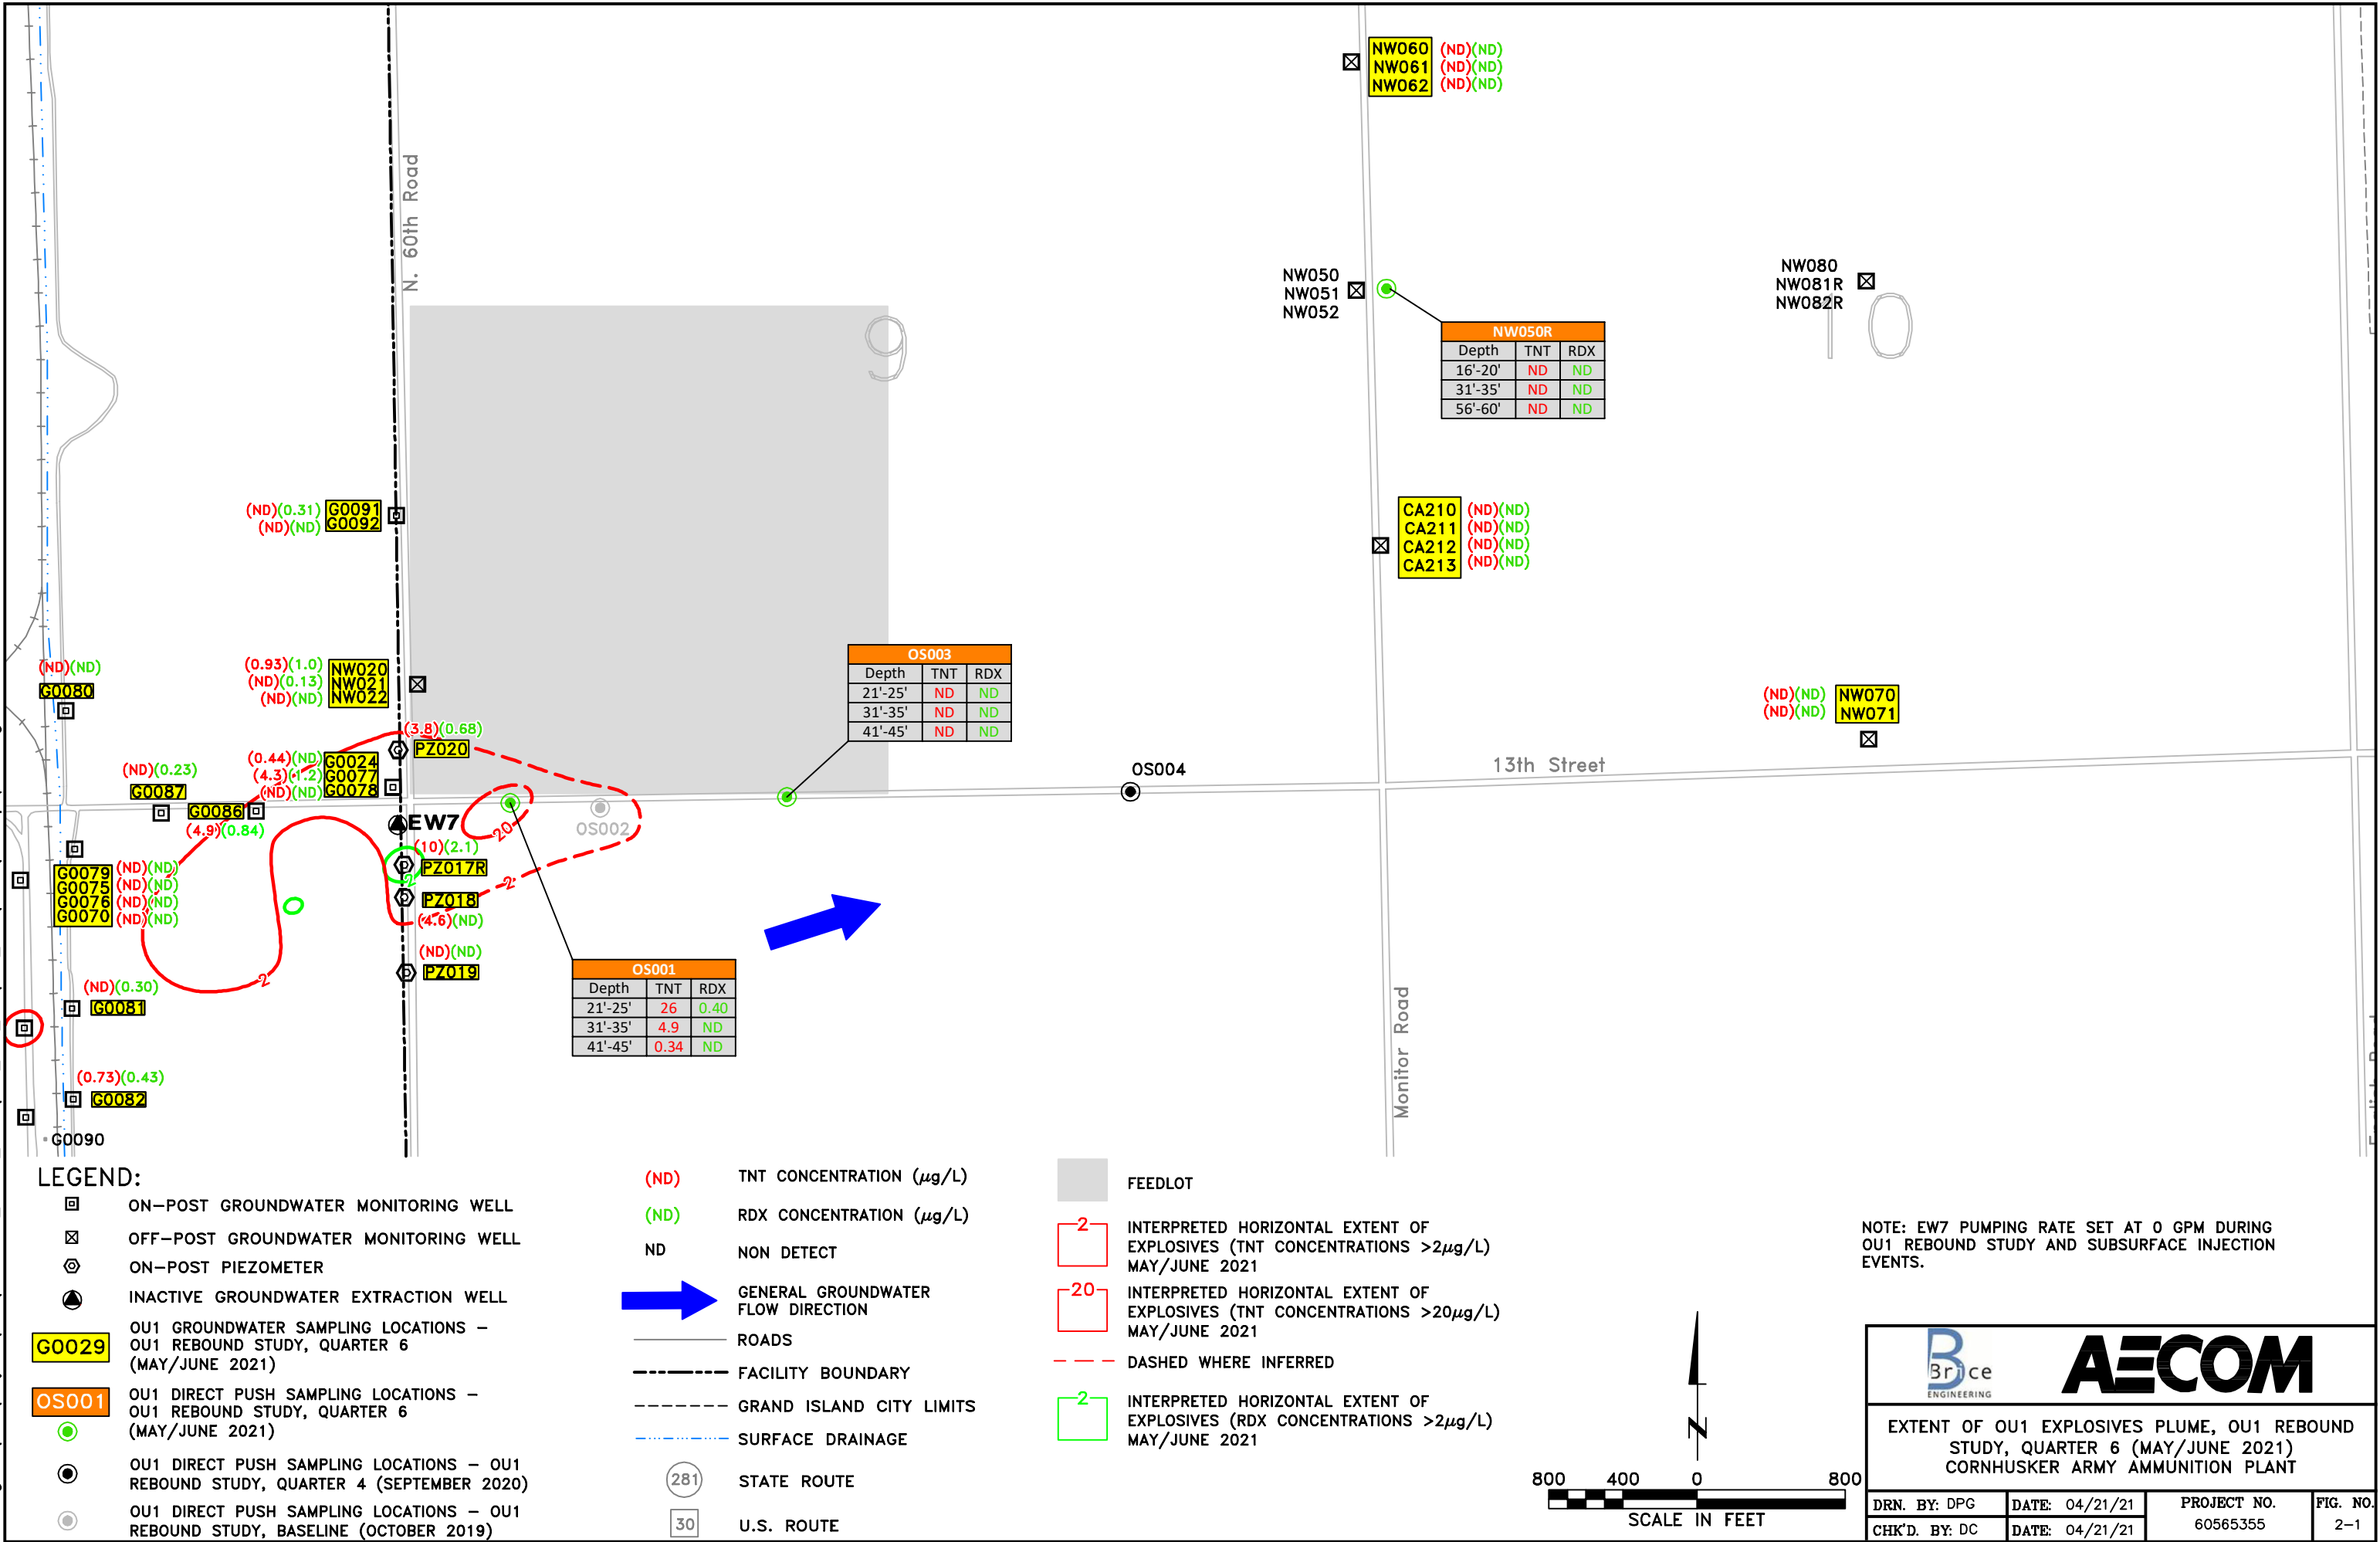 NW060 (ND)(ND)
NW061 (ND)(ND)
NW062 (ND)(ND)
N. 60th Road
9
NW050
NW051
NW052
NW080
NW081R
NW082R
10
NW050R
Depth TNT RDX
16'-20' ND ND
31'-35' ND ND
56'-60' ND ND
(ND)(0.31) G0091
(ND)(ND) G0092
CA210 (ND)(ND)
CA211 (ND)(ND)
CA212 (ND)(ND)
CA213 (ND)(ND)
(ND)(ND)
G0080
(0.93)(1.0) NW020
(ND)(0.13) NW021
(ND)(ND) NW022
OS003
Depth TNT RDX
21'-25' ND ND
31'-35' ND ND
41'-45' ND ND
(ND)(ND) NW070
(ND)(ND) NW071
(3.8)(0.68)
PZ020
(0.44)(ND) G0024
(4.3)(1.2) G0077
(ND)(ND) G0078
(ND)(0.23)
G0087
G0086
(4.9)(0.84)
OS004
13th Street
EW7
20
OS002
(10)(2.1)
PZ017R
2
G0079 (ND)(ND)
G0075 (ND)(ND)
G0076 (ND)(ND)
G0070 (ND)(ND)
2
PZ018
(4.6)(ND)
(ND)(ND)
PZ019
2
(ND)(0.30)
G0081
OS001
Depth TNT RDX
21'-25' 26 0.40
31'-35' 4.9 ND
41'-45' 0.34 ND
Monitor Road
(0.73)(0.43)
G0082
G0090
LEGEND:
ON-POST GROUNDWATER MONITORING WELL
OFF-POST GROUNDWATER MONITORING WELL
ON-POST PIEZOMETER
INACTIVE GROUNDWATER EXTRACTION WELL
G0029
OU1 GROUNDWATER SAMPLING LOCATIONS -
OU1 REBOUND STUDY, QUARTER 6
(MAY/JUNE 2021)
OS001
OU1 DIRECT PUSH SAMPLING LOCATIONS -
OU1 REBOUND STUDY, QUARTER 6
(MAY/JUNE 2021)
OU1 DIRECT PUSH SAMPLING LOCATIONS - OU1
REBOUND STUDY, QUARTER 4 (SEPTEMBER 2020)
OU1 DIRECT PUSH SAMPLING LOCATIONS - OU1
REBOUND STUDY, BASELINE (OCTOBER 2019)
(ND) TNT CONCENTRATION (µg/L)
(ND) RDX CONCENTRATION (µg/L)
ND NON DETECT
GENERAL GROUNDWATER
FLOW DIRECTION
ROADS
FACILITY BOUNDARY
GRAND ISLAND CITY LIMITS
SURFACE DRAINAGE
281 STATE ROUTE
30 U.S. ROUTE
FEEDLOT
2
INTERPRETED HORIZONTAL EXTENT OF
EXPLOSIVES (TNT CONCENTRATIONS >2µg/L)
MAY/JUNE 2021
20
INTERPRETED HORIZONTAL EXTENT OF
EXPLOSIVES (TNT CONCENTRATIONS >20µg/L)
MAY/JUNE 2021
DASHED WHERE INFERRED
2
INTERPRETED HORIZONTAL EXTENT OF
EXPLOSIVES (RDX CONCENTRATIONS >2µg/L)
MAY/JUNE 2021
NOTE: EW7 PUMPING RATE SET AT 0 GPM DURING
OU1 REBOUND STUDY AND SUBSURFACE INJECTION
EVENTS.
N
800 400 0 800
SCALE IN FEET
Brice
ENGINEERING
AECOM
EXTENT OF OU1 EXPLOSIVES PLUME, OU1 REBOUND
STUDY, QUARTER 6 (MAY/JUNE 2021)
CORNHUSKER ARMY AMMUNITION PLANT
DRN. BY: DPG DATE: 04/21/21 PROJECT NO. FIG. NO.
CHK'D. BY: DC DATE: 04/21/21 60565355 2-1